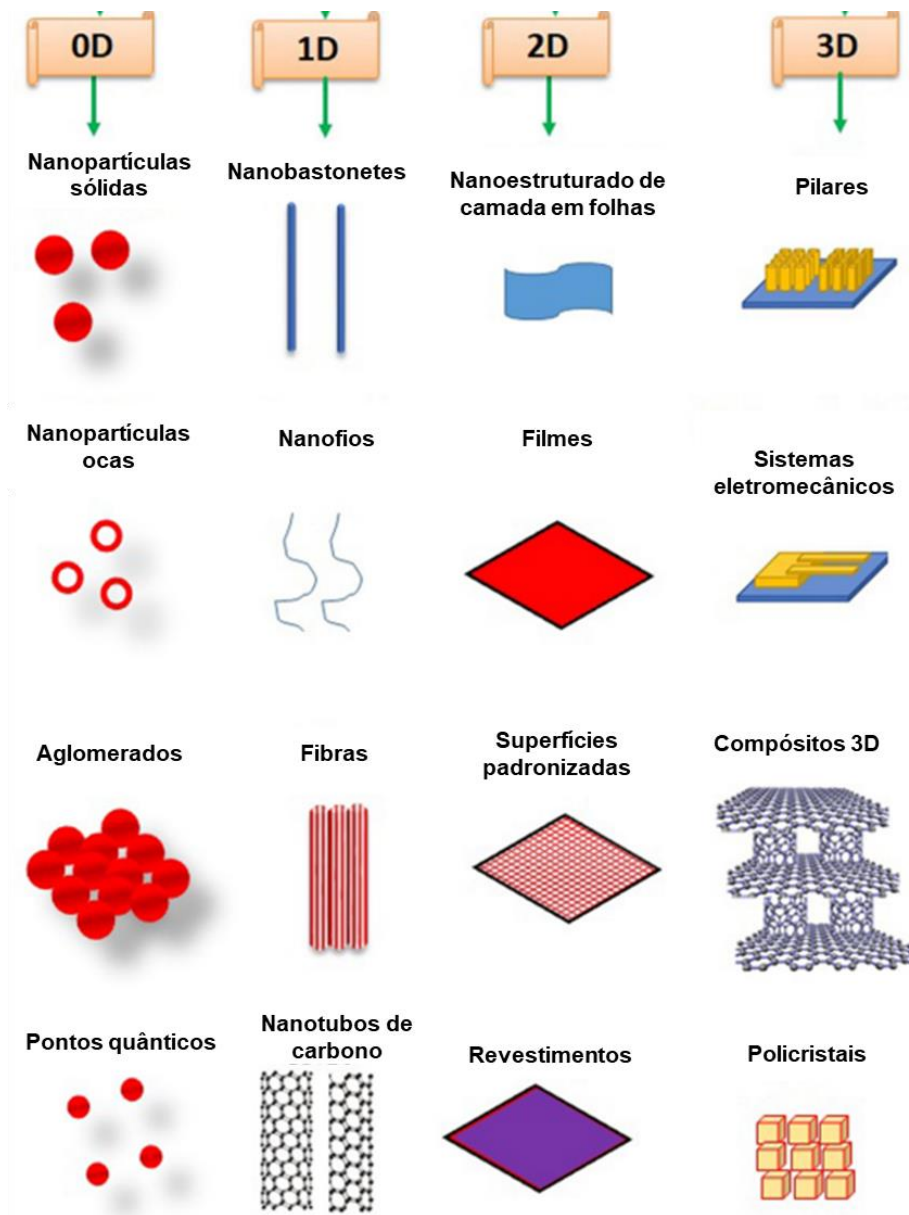 0D
1D
2D
3D
Nanopartículas
sólidas
Nanobastonetes
Nanoestruturado de
camada em folhas
Pilares
Nanopartículas
ocas
Nanofios
Filmes
Sistemas
eletromecânicos
Aglomerados
Fibras
Superfícies
padronizadas
Compósitos 3D
Pontos quânticos
Nanotubos de
carbono
Revestimentos
Policristais